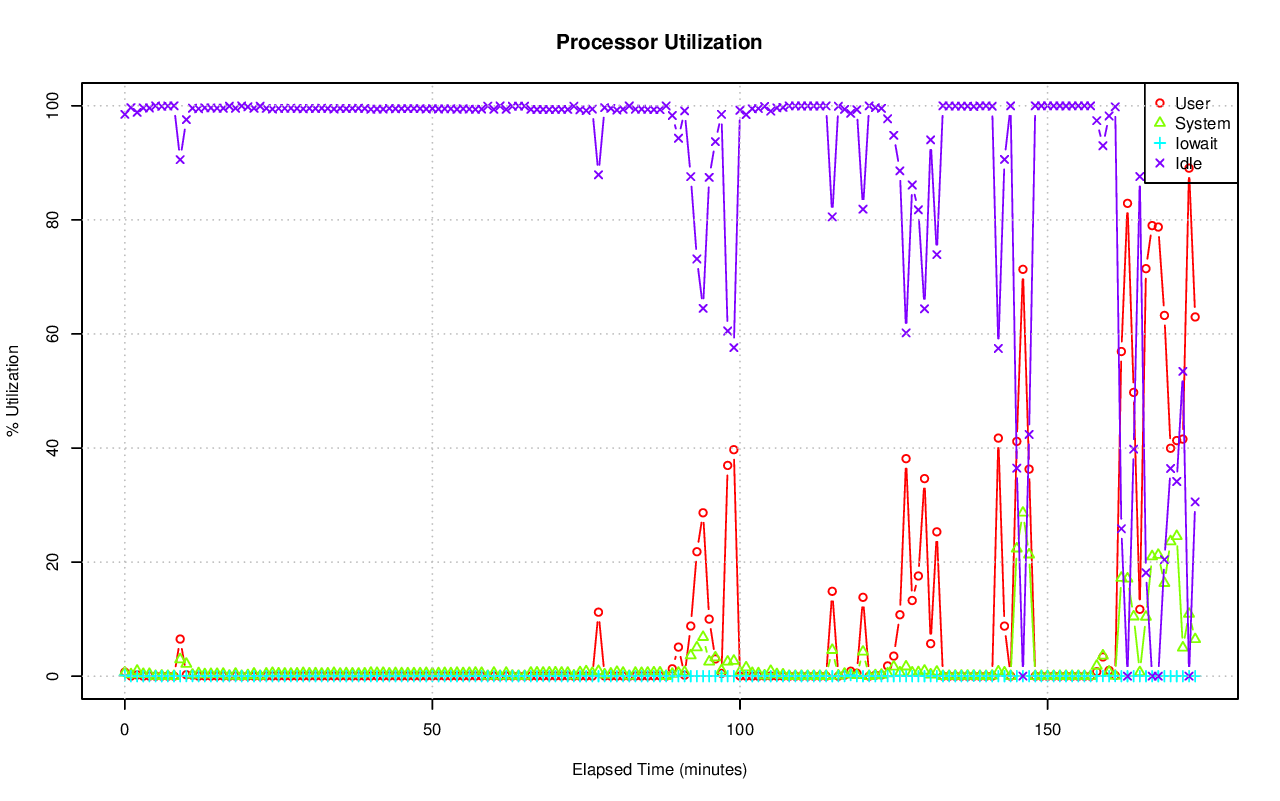 Processor Utilization
% Utilization
100
80
60
40
20
0
User
System
Iowait
Idle
0 50 100 150
Elapsed Time (minutes)